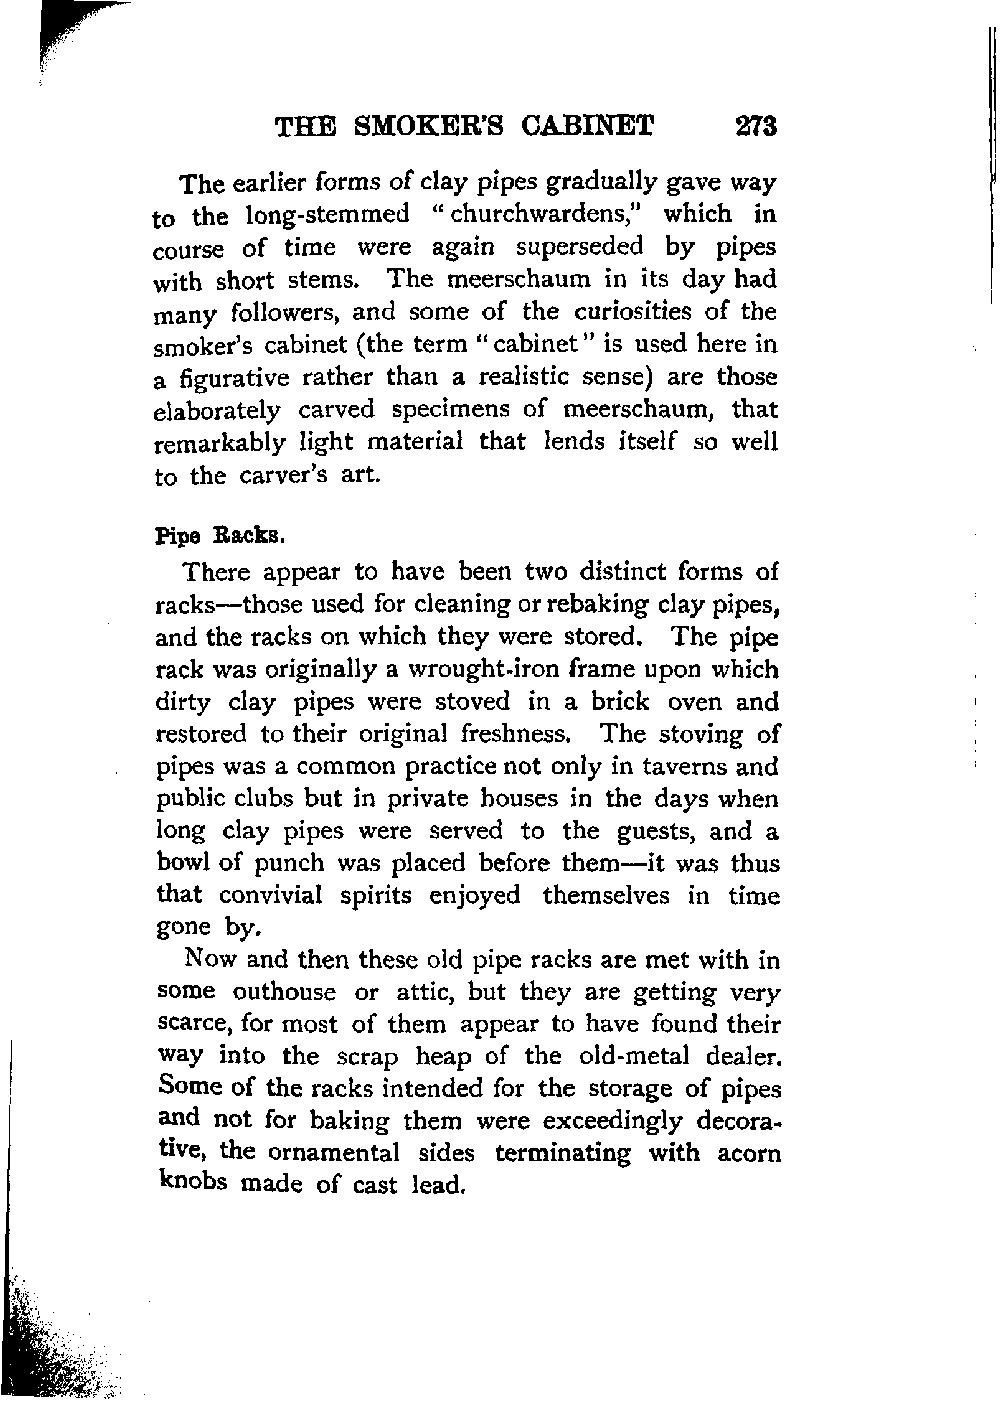 THE SMOKER'S CABINET 273
The earlier forms of clay pipes gradually gave way
to the long-stemmed “churchwardens,” which in
course of time were again superseded by pipes
with short stems. The meerschaum in its day had
many followers, and some of the curiosities of the
smoker's cabinet (the term “cabinet” is used here in
a figurative rather than a realistic sense) are those
elaborately carved specimens of meerschaum, that
remarkably light material that lends itself so well
to the carver's art.
Pipe Racks.
There appear to have been two distinct forms of
racks—those used for cleaning or rebaking clay pipes,
and the racks on which they were stored. The pipe
rack was originally a wrought-iron frame upon which
dirty clay pipes were stoved in a brick oven and
restored to their original freshness. The stoving of
pipes was a common practice not only in taverns and
public clubs but in private houses in the days when
long clay pipes were served to the guests, and a
bowl of punch was placed before them—it was thus
that convivial spirits enjoyed themselves in time
gone by.
Now and then these old pipe racks are met with in
some outhouse or attic, but they are getting very
scarce, for most of them appear to have found their
way into the scrap heap of the old-metal dealer.
Some of the racks intended for the storage of pipes
and not for baking them were exceedingly decora-
tive, the ornamental sides terminating with acorn
knobs made of cast lead.